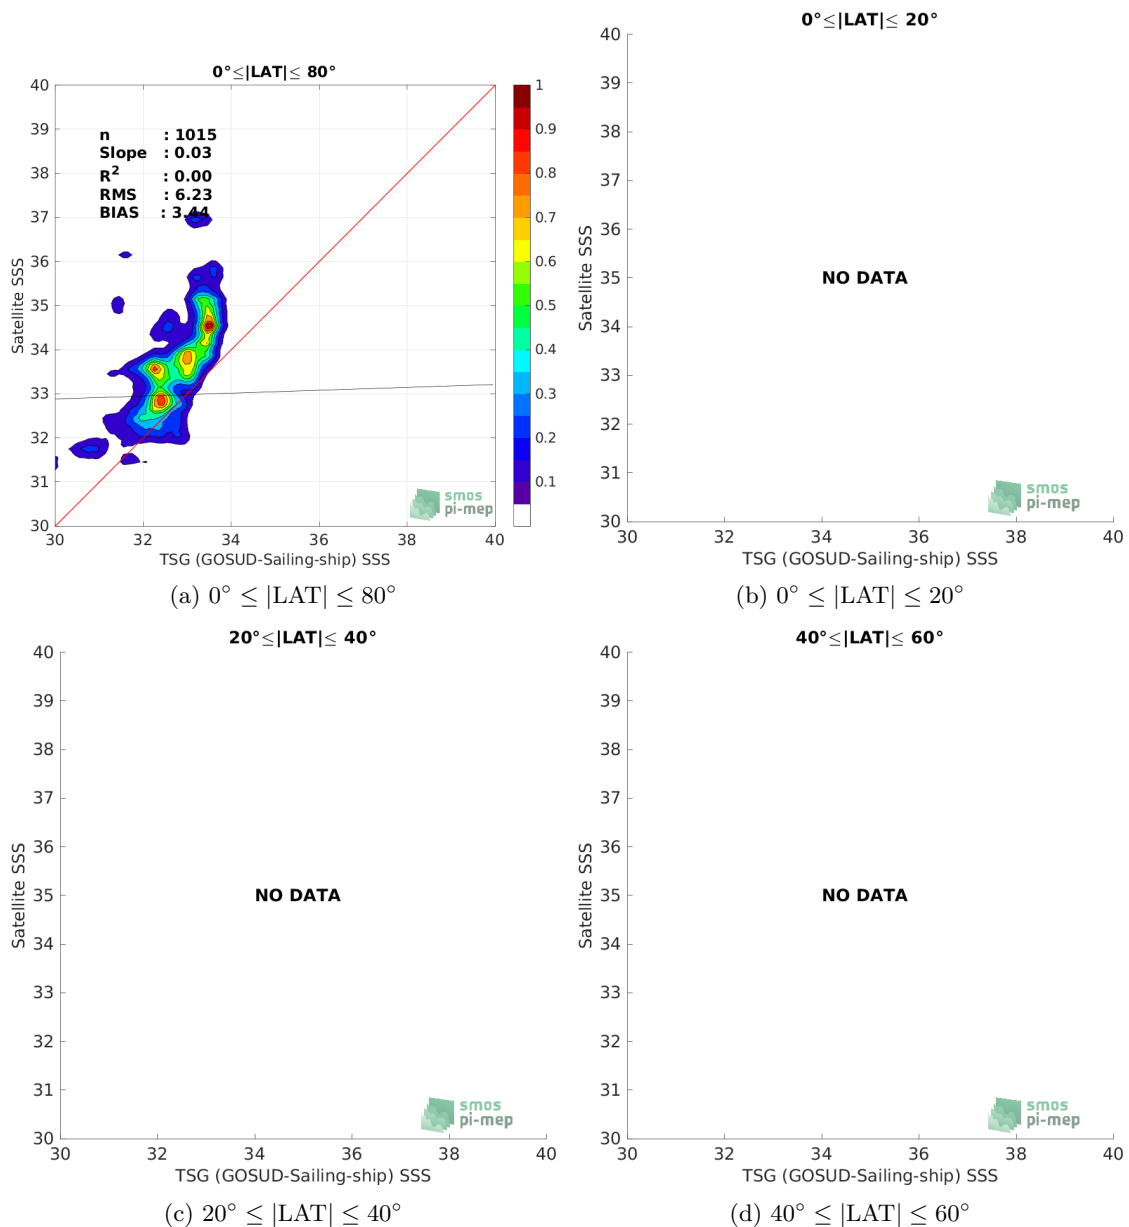 0°≤|LAT|≤ 80°
Satellite SSS
40
39
38
37
36
35
34
33
32
31
30
n : 1015
Slope : 0.03
R² : 0.00
RMS : 6.23
BIAS : 3.44
1
0.9
0.8
0.7
0.6
0.5
0.4
0.3
0.2
0.1
smos
pi-mep
30 32 34 36 38 40
TSG (GOSUD-Sailing-ship) SSS
(a) 0° ≤ |LAT| ≤ 80°
0°≤|LAT|≤ 20°
Satellite SSS
40
39
38
37
36
35
34
33
32
31
30
NO DATA
smos
pi-mep
30 32 34 36 38 40
TSG (GOSUD-Sailing-ship) SSS
(b) 0° ≤ |LAT| ≤ 20°
20°≤|LAT|≤ 40°
Satellite SSS
40
39
38
37
36
35
34
33
32
31
30
NO DATA
smos
pi-mep
30 32 34 36 38 40
TSG (GOSUD-Sailing-ship) SSS
(c) 20° ≤ |LAT| ≤ 40°
40°≤|LAT|≤ 60°
Satellite SSS
40
39
38
37
36
35
34
33
32
31
30
NO DATA
smos
pi-mep
30 32 34 36 38 40
TSG (GOSUD-Sailing-ship) SSS
(d) 40° ≤ |LAT| ≤ 60°